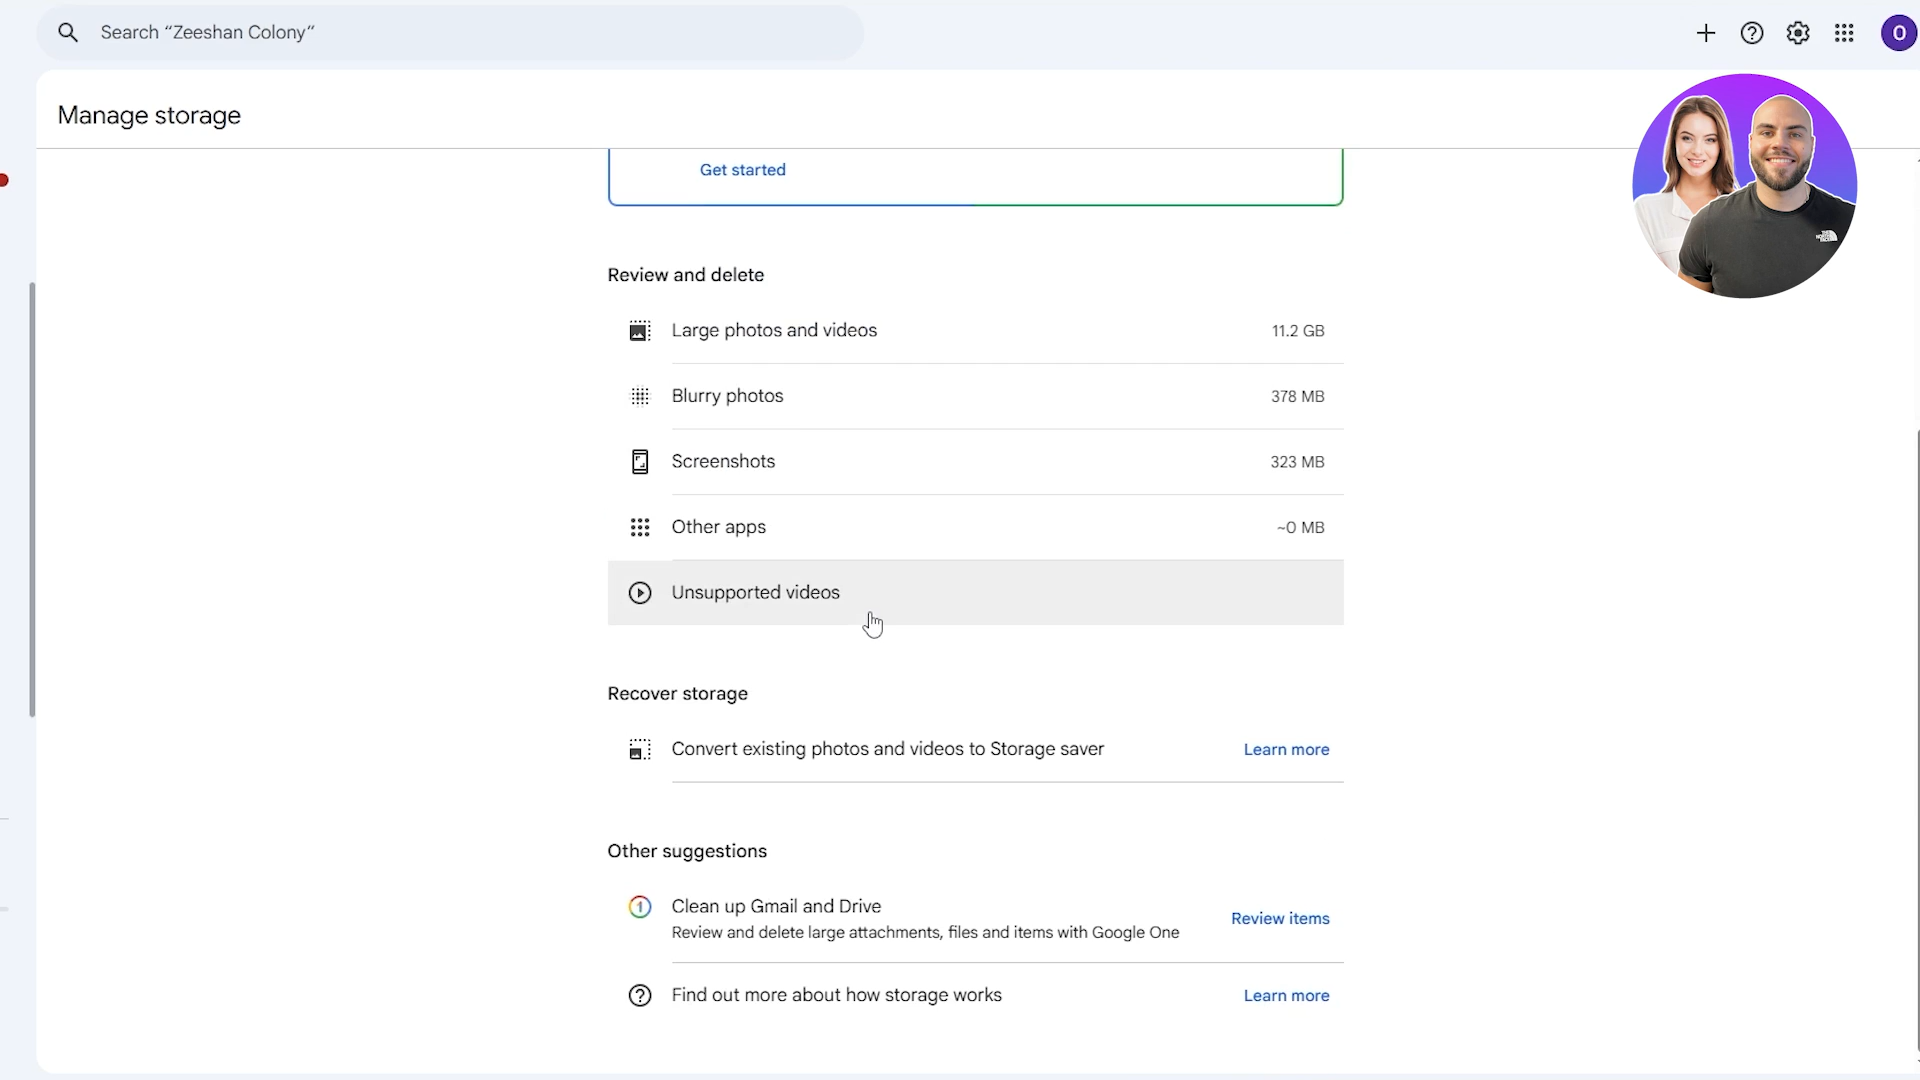 Search “Zeeshan Colony”
O
Manage storage
Get started
Review and delete
Large photos and videos
11.2 GB
Blurry photos
378 MB
Screenshots
323 MB
Other apps
~0 MB
Unsupported videos
Recover storage
Convert existing photos and videos to Storage saver
Learn more
Other suggestions
Clean up Gmail and Drive
Review and delete large attachments, files and items with Google One
Review items
Find out more about how storage works
Learn more